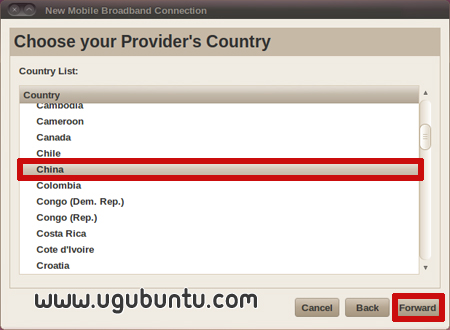 New Mobile Broadband Connection
Choose your Provider's Country
Country List:
Country
Cambodia
Cameroon
Canada
Chile
China
Colombia
Congo (Dem. Rep.)
Congo (Rep.)
Costa Rica
Cote d'Ivoire
Croatia
www.ugubuntu.com
Cancel Back Forward